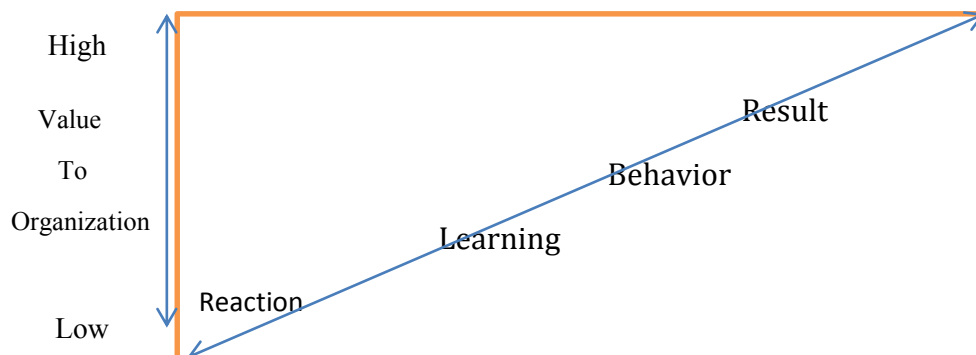 High
Value
To
Organization
Low
Result
Behavior
Learning
Reaction